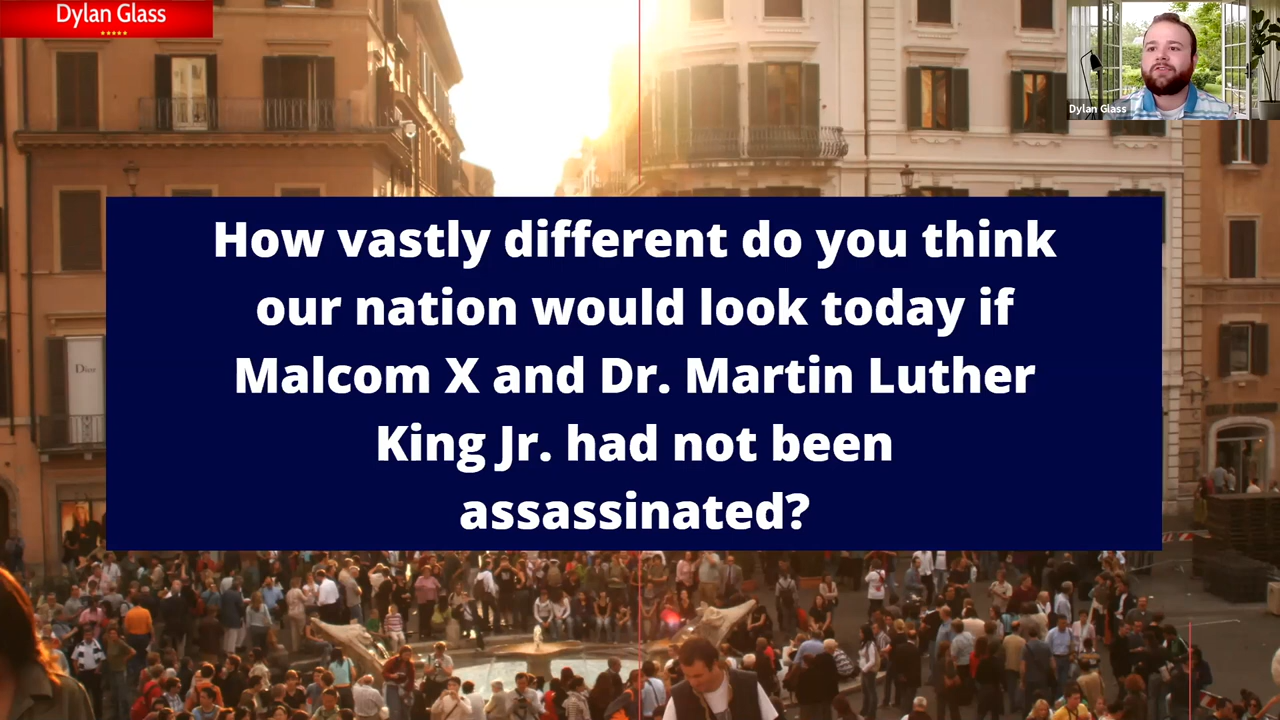 Dylan Glass
Dylan Glass
How vastly different do you think
our nation would look today if
Malcom X and Dr. Martin Luther
King Jr. had not been
assassinated?
Dior